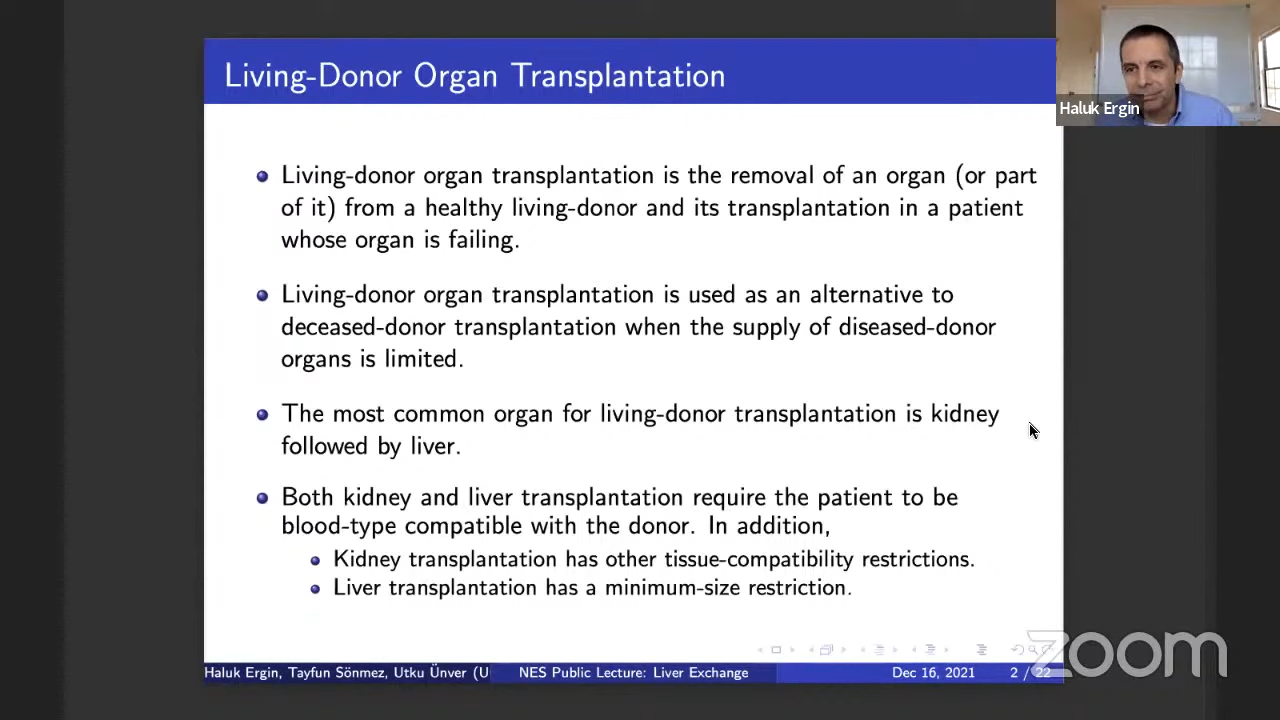 Living-Donor Organ Transplantation
Haluk Ergin
Living-donor organ transplantation is the removal of an organ (or part
of it) from a healthy living-donor and its transplantation in a patient
whose organ is failing.
Living-donor organ transplantation is used as an alternative to
deceased-donor transplantation when the supply of diseased-donor
organs is limited.
The most common organ for living-donor transplantation is kidney
followed by liver.
Both kidney and liver transplantation require the patient to be
blood-type compatible with the donor. In addition,
Kidney transplantation has other tissue-compatibility restrictions.
Liver transplantation has a minimum-size restriction.
Haluk Ergin, Tayfun Sönmez, Utku Ünver (U
NES Public Lecture: Liver Exchange
Dec 16, 2021
2 / 22
zoom